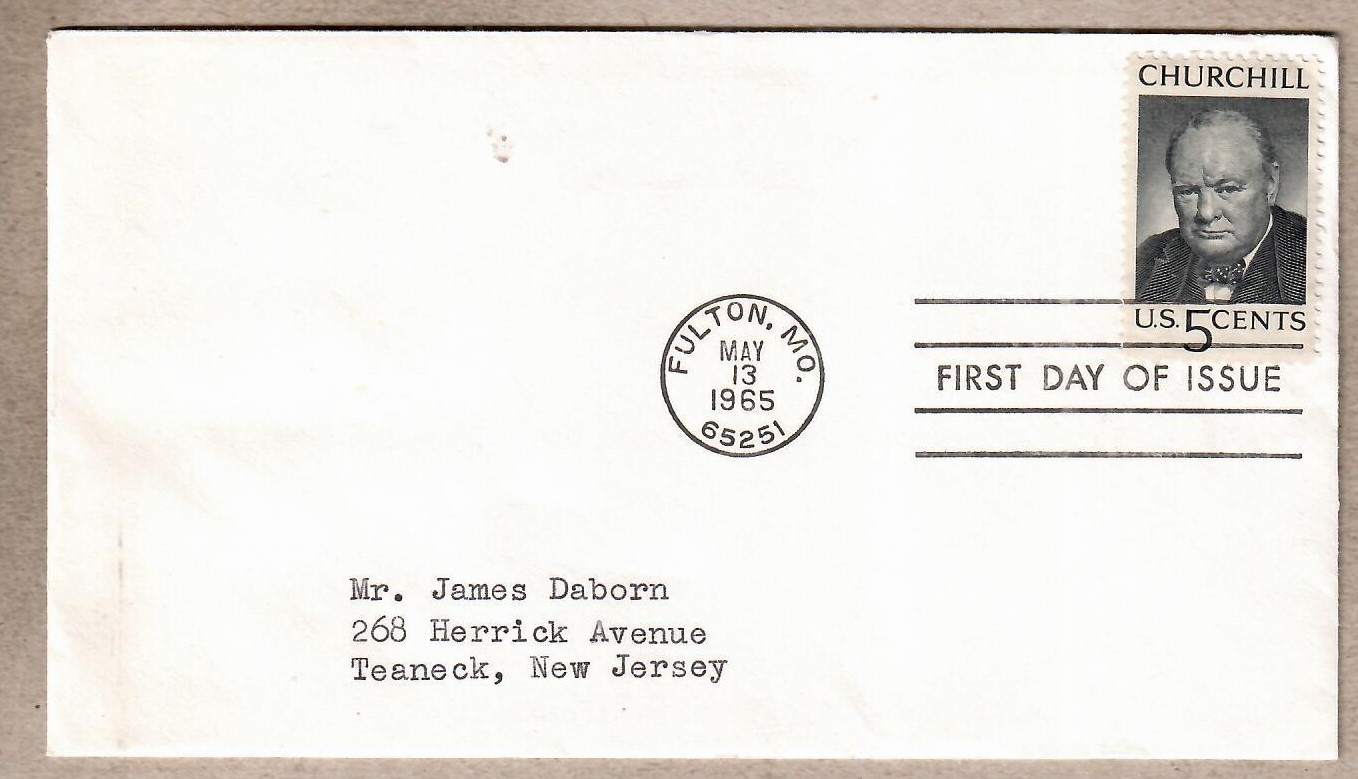 CHURCHILL
U.S. 5 CENTS
FULTON, MO.
MAY
13
1965
65251
FIRST DAY OF ISSUE
Mr. James Daborn
268 Herrick Avenue
Teaneck, New Jersey